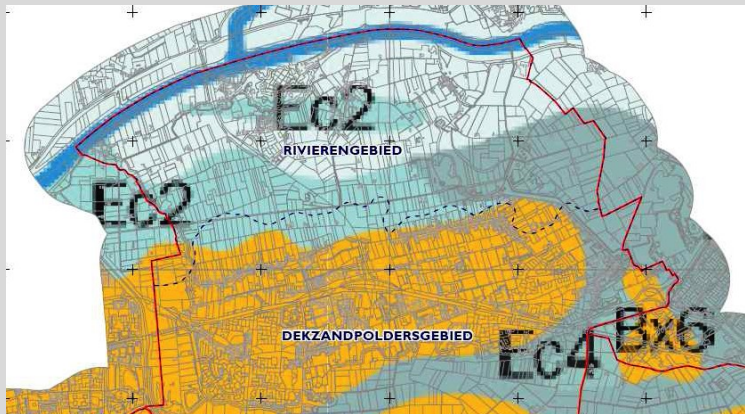 Ec2
RIVIERENGEBIED
Ec2
DEKZANDPOLDERSGEBIED
Bx6
Ec4